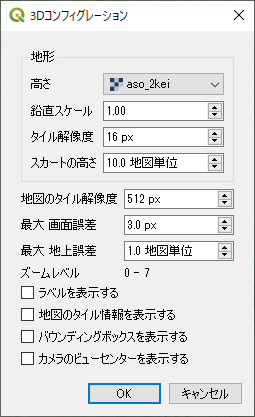 3Dコンフィグレーション
地形
高さ aso_2kei
鉛直スケール 1.00
タイル解像度 16 px
スカートの高さ 10.0 地図単位
地図のタイル解像度 512 px
最大 画面誤差 3.0 px
最大 地上誤差 1.0 地図単位
ズームレベル 0 - 7
ラベルを表示する
地図のタイル情報を表示する
バウンディングボックスを表示する
カメラのビューセンターを表示する
OK キャンセル